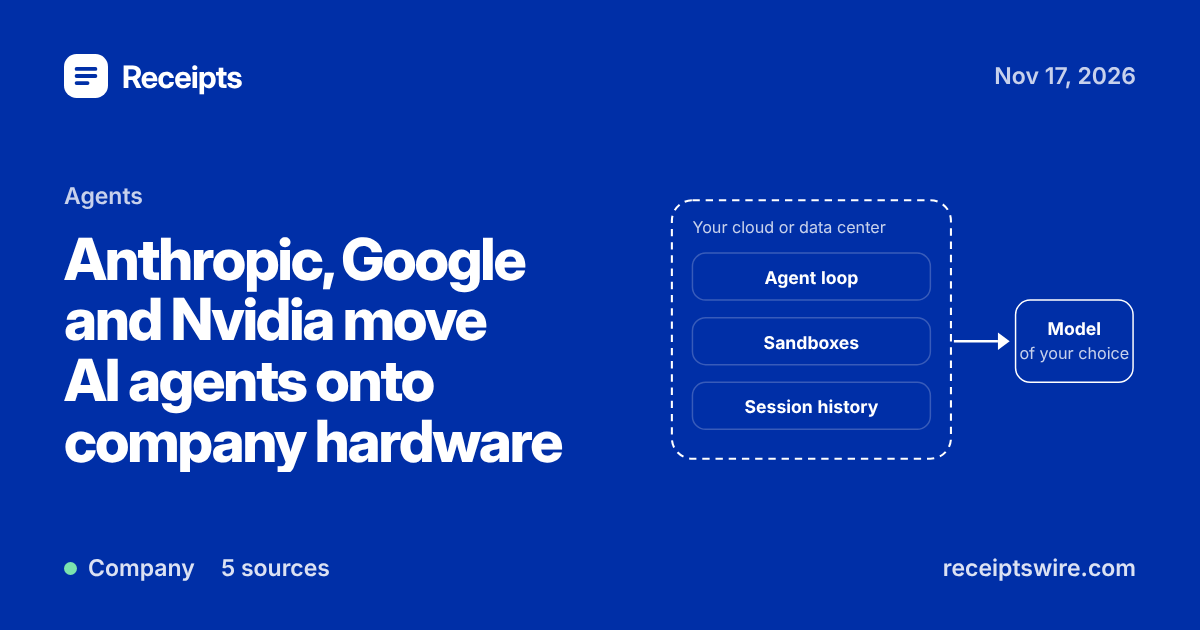 Receipts
Nov 17, 2026
Agents
Anthropic, Google
and Nvidia move
AI agents onto
company hardware
Your cloud or data center
Agent loop
Sandboxes
Session history
Model
of your choice
Company
5 sources
receiptswire.com